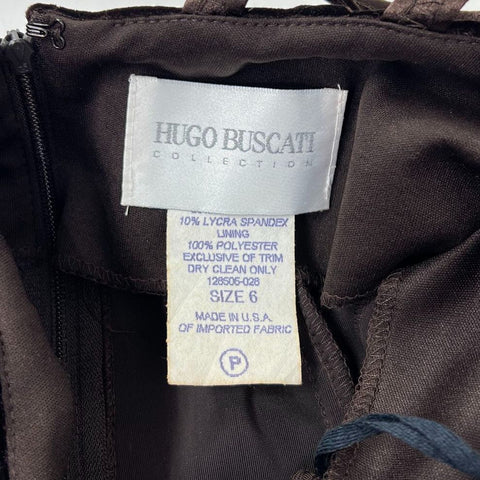 HUGO BUSCATI
COLLECTION
10% LYCRA SPANDEX
LINING
100% POLYESTER
EXCLUSIVE OF TRIM
DRY CLEAN ONLY
128506-028
SIZE 6
MADE IN U.S.A.
OF IMPORTED FABRIC
P